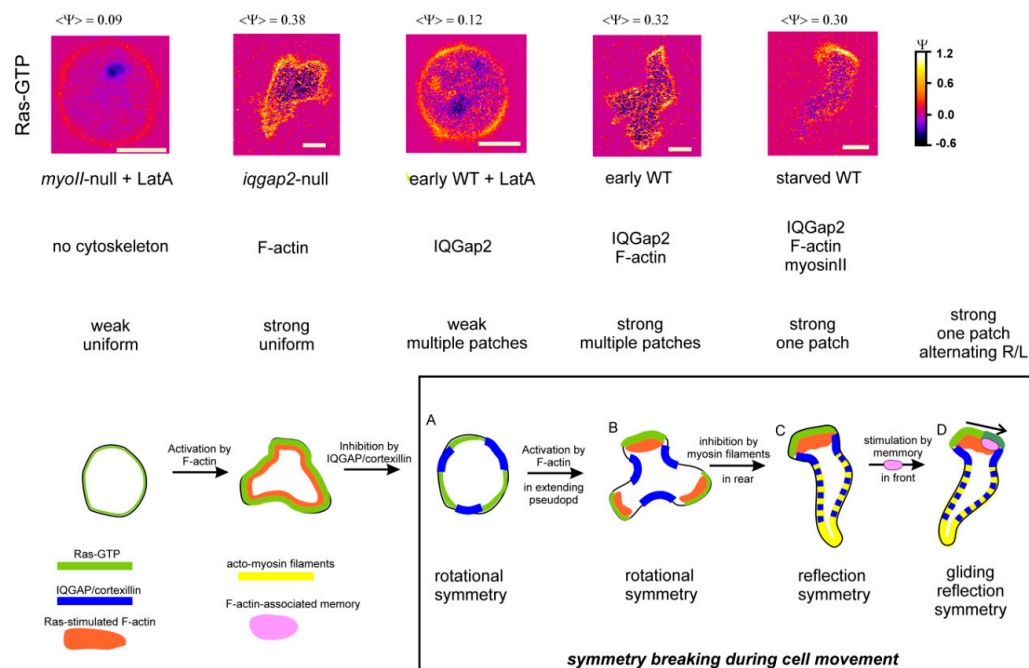 <Ψ> = 0.09
<Ψ> = 0.38
<Ψ> = 0.12
<Ψ> = 0.32
<Ψ> = 0.30
Ras-GTP
Ψ
1.2
0.6
0.0
-0.6
myoII-null + LatA
iqgap2-null
early WT + LatA
early WT
starved WT
no cytoskeleton
F-actin
IQGap2
IQGap2
F-actin
IQGap2
F-actin
myosinII
weak
uniform
strong
uniform
weak
multiple patches
strong
multiple patches
strong
one patch
strong
one patch
alternating R/L
Activation by
F-actin
Inhibition by
IQGAP/cortexillin
A
Activation by
F-actin
in extending
pseudopd
B
inhibition by
myosin filaments
in rear
C
stimulation by
memmory
in front
D
Ras-GTP
IQGAP/cortexillin
Ras-stimulated F-actin
acto-myosin filaments
F-actin-associated memory
rotational
symmetry
rotational
symmetry
reflection
symmetry
gliding
reflection
symmetry
symmetry breaking during cell movement